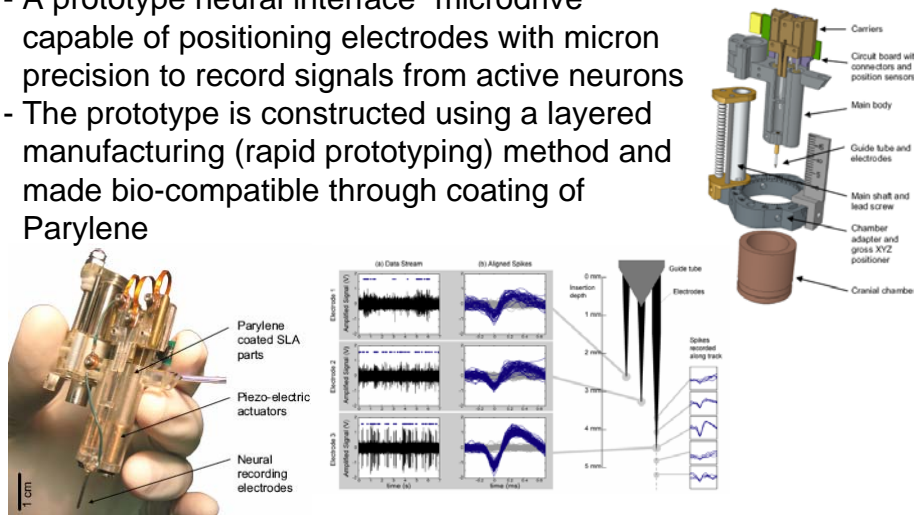 - A prototype neural interface "microdrive"
capable of positioning electrodes with micron
precision to record signals from active neurons
- The prototype is constructed using a layered
manufacturing (rapid prototyping) method and
made bio-compatible through coating of
Parylene
Carriers
Circuit board with
connectors and
position sensors
Main body
Guide tube and
electrodes
Main shaft and
lead screw
Chamber
adapter and
gross XYZ
positioner
Cranial chamber
Parylene
coated SLA
parts
Piezo-electric
actuators
Neural
recording
electrodes
1 cm
(a) Data Stream
(b) Aligned Spikes
Electrode 1
Amplified Signal (V)
Electrode 2
Amplified Signal (V)
Electrode 3
Amplified Signal (V)
time (s)
time (ms)
Insertion
depth
0 mm
1 mm
2 mm
3 mm
4 mm
5 mm
Guide tube
Electrodes
Spikes
recorded
along track